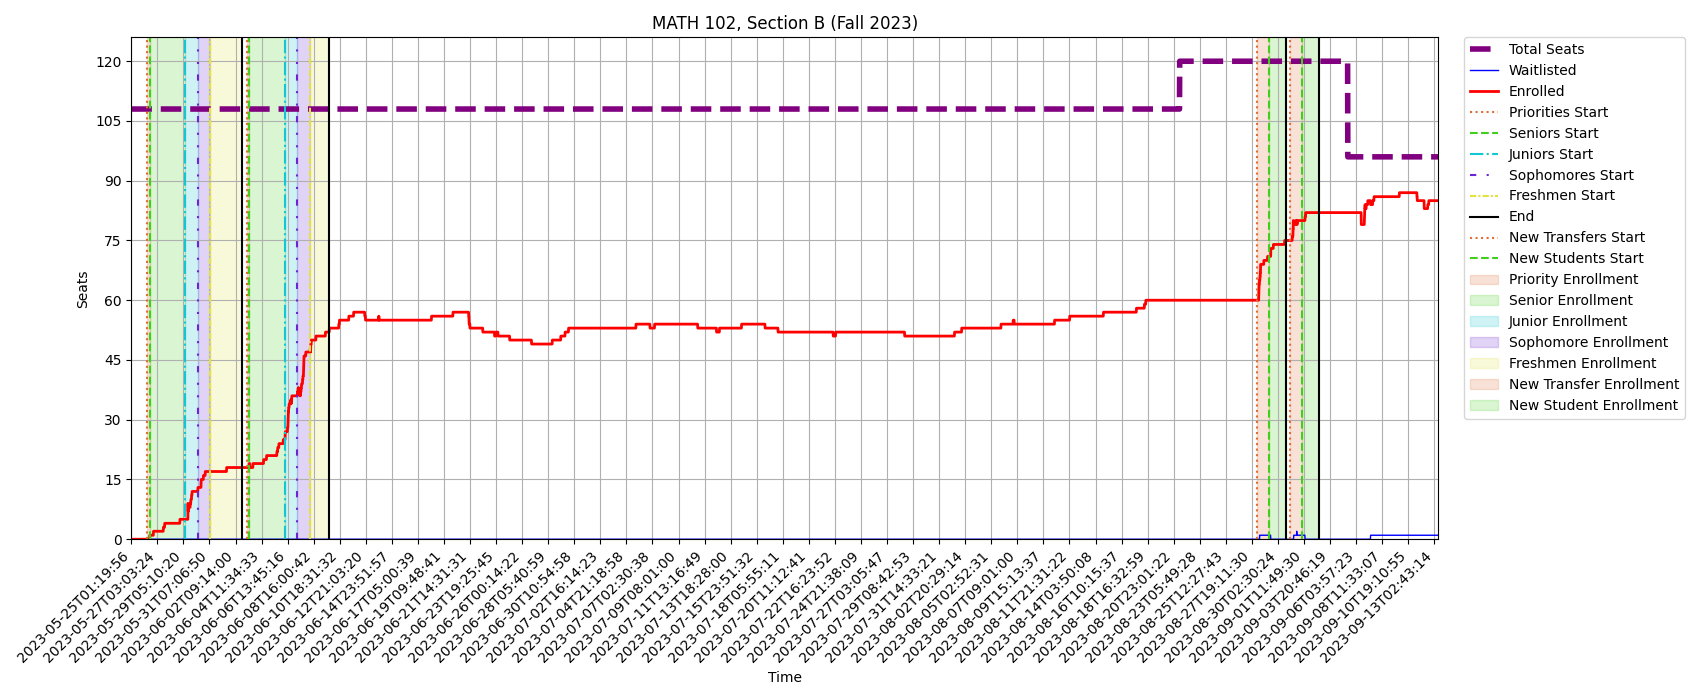 MATH 102, Section B (Fall 2023)
Seats
120
105
90
75
60
45
30
15
0
2023-05-25T01:19:56
2023-05-27T03:03:24
2023-05-29T05:10:20
2023-05-31T07:06:50
2023-06-02T09:14:00
2023-06-04T11:34:33
2023-06-06T13:45:16
2023-06-08T16:00:42
2023-06-10T18:31:32
2023-06-12T21:03:20
2023-06-14T23:51:57
2023-06-17T05:00:39
2023-06-19T09:48:41
2023-06-21T14:31:31
2023-06-23T19:25:45
2023-06-26T00:14:22
2023-06-28T05:40:59
2023-06-30T10:54:58
2023-07-02T16:14:23
2023-07-04T21:18:58
2023-07-07T02:30:38
2023-07-09T08:01:00
2023-07-11T13:16:49
2023-07-13T18:28:00
2023-07-15T23:51:32
2023-07-18T05:55:11
2023-07-20T11:12:41
2023-07-22T16:23:52
2023-07-24T21:38:09
2023-07-27T03:05:47
2023-07-29T08:42:53
2023-07-31T14:33:21
2023-08-02T20:29:14
2023-08-05T02:52:31
2023-08-07T09:01:00
2023-08-09T15:13:37
2023-08-11T21:31:22
2023-08-14T03:50:08
2023-08-16T10:15:37
2023-08-18T16:32:59
2023-08-20T23:01:22
2023-08-23T05:49:28
2023-08-25T12:27:43
2023-08-27T19:11:30
2023-08-30T02:30:24
2023-09-01T11:49:30
2023-09-03T20:46:19
2023-09-06T03:57:23
2023-09-08T11:33:07
2023-09-10T19:10:55
2023-09-13T02:43:14
Time
Total Seats
Waitlisted
Enrolled
Priorities Start
Seniors Start
Juniors Start
Sophomores Start
Freshmen Start
End
New Transfers Start
New Students Start
Priority Enrollment
Senior Enrollment
Junior Enrollment
Sophomore Enrollment
Freshmen Enrollment
New Transfer Enrollment
New Student Enrollment